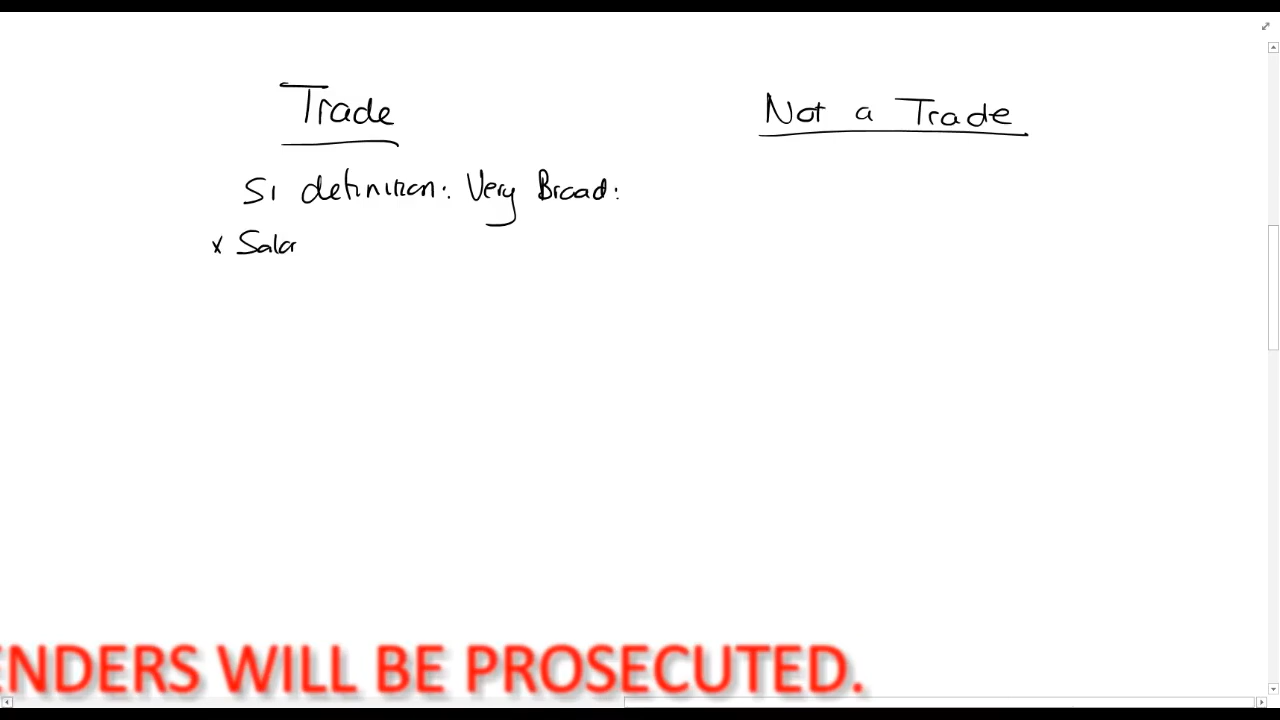 Trade
Not a Trade
S1 definition: Very Broad:
x Salar
ENDERS WILL BE PROSECUTED.